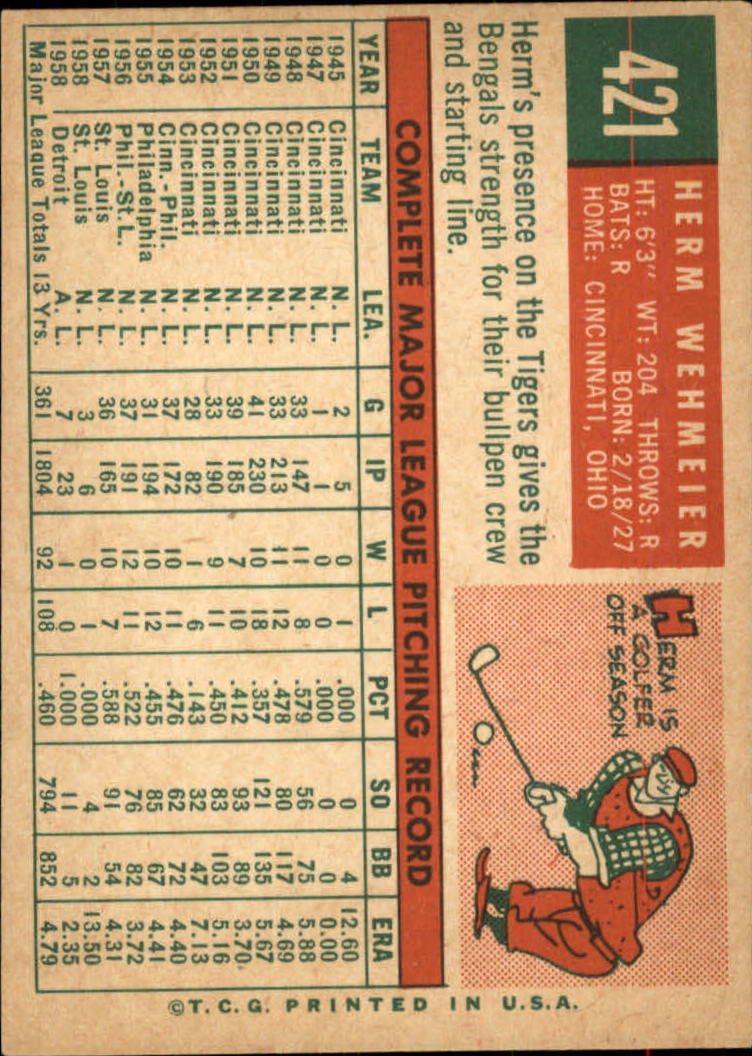 421
HERM WEHMEIER
HT: 6'3" WT: 204 THROWS: R
BATS: R BORN: 2/18/27
HOME: CINCINNATI, OHIO
Herm's presence on the Tigers gives the
Bengals strength for their bullpen crew
and starting line.
HERM IS
A GOLFER
OFF SEASON
COMPLETE MAJOR LEAGUE PITCHING RECORD
YEAR TEAM LEA. G IP W L PCT SO BB ERA
1945 Cincinnati N. L. 2 5 0 1 .000 0 4 12.60
1947 Cincinnati N. L. 1 1 0 0 .000 0 0 0.00
1948 Cincinnati N. L. 33 147 11 8 .579 56 75 5.88
1949 Cincinnati N. L. 33 213 11 12 .478 80 117 4.69
1950 Cincinnati N. L. 41 230 10 18 .357 121 135 5.67
1951 Cincinnati N. L. 39 185 7 10 .412 93 89 3.70
1952 Cincinnati N. L. 33 190 9 11 .450 83 103 5.16
1953 Cincinnati N. L. 28 82 1 6 .143 32 47 7.13
1954 Cinn.-Phil. N. L. 37 172 10 11 .476 62 72 4.40
1955 Philadelphia N. L. 31 194 10 12 .455 85 67 4.41
1956 Phil.-St. L. N. L. 37 191 12 11 .522 76 82 3.72
1957 St. Louis N. L. 36 165 10 7 .588 91 54 4.31
1958 St. Louis N. L. 3 6 0 1 .000 4 2 13.50
1958 Detroit A. L. 7 23 1 0 1.000 11 5 2.35
Major League Totals 13 Yrs. 361 1804 92 108 .460 794 852 4.79
©T.C.G. PRINTED IN U.S.A.